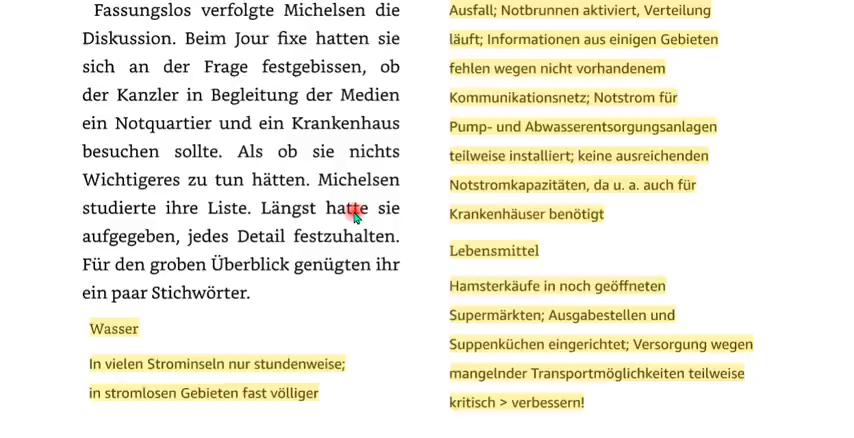 Fassungslos verfolgte Michelsen die
Diskussion. Beim Jour fixe hatten sie
sich an der Frage festgebissen, ob
der Kanzler in Begleitung der Medien
ein Notquartier und ein Krankenhaus
besuchen sollte. Als ob sie nichts
Wichtigeres zu tun hätten. Michelsen
studierte ihre Liste. Längst hatte sie
aufgegeben, jedes Detail festzuhalten.
Für den groben Überblick genügten ihr
ein paar Stichwörter.
Wasser
In vielen Strominseln nur stundenweise;
in stromlosen Gebieten fast völliger
Ausfall; Notbrunnen aktiviert, Verteilung
läuft; Informationen aus einigen Gebieten
fehlen wegen nicht vorhandenem
Kommunikationsnetz; Notstrom für
Pump- und Abwasserentsorgungsanlagen
teilweise installiert; keine ausreichenden
Notstromkapazitäten, da u. a. auch für
Krankenhäuser benötigt
Lebensmittel
Hamsterkäufe in noch geöffneten
Supermärkten; Ausgabestellen und
Suppenküchen eingerichtet; Versorgung wegen
mangelnder Transportmöglichkeiten teilweise
kritisch > verbessern!